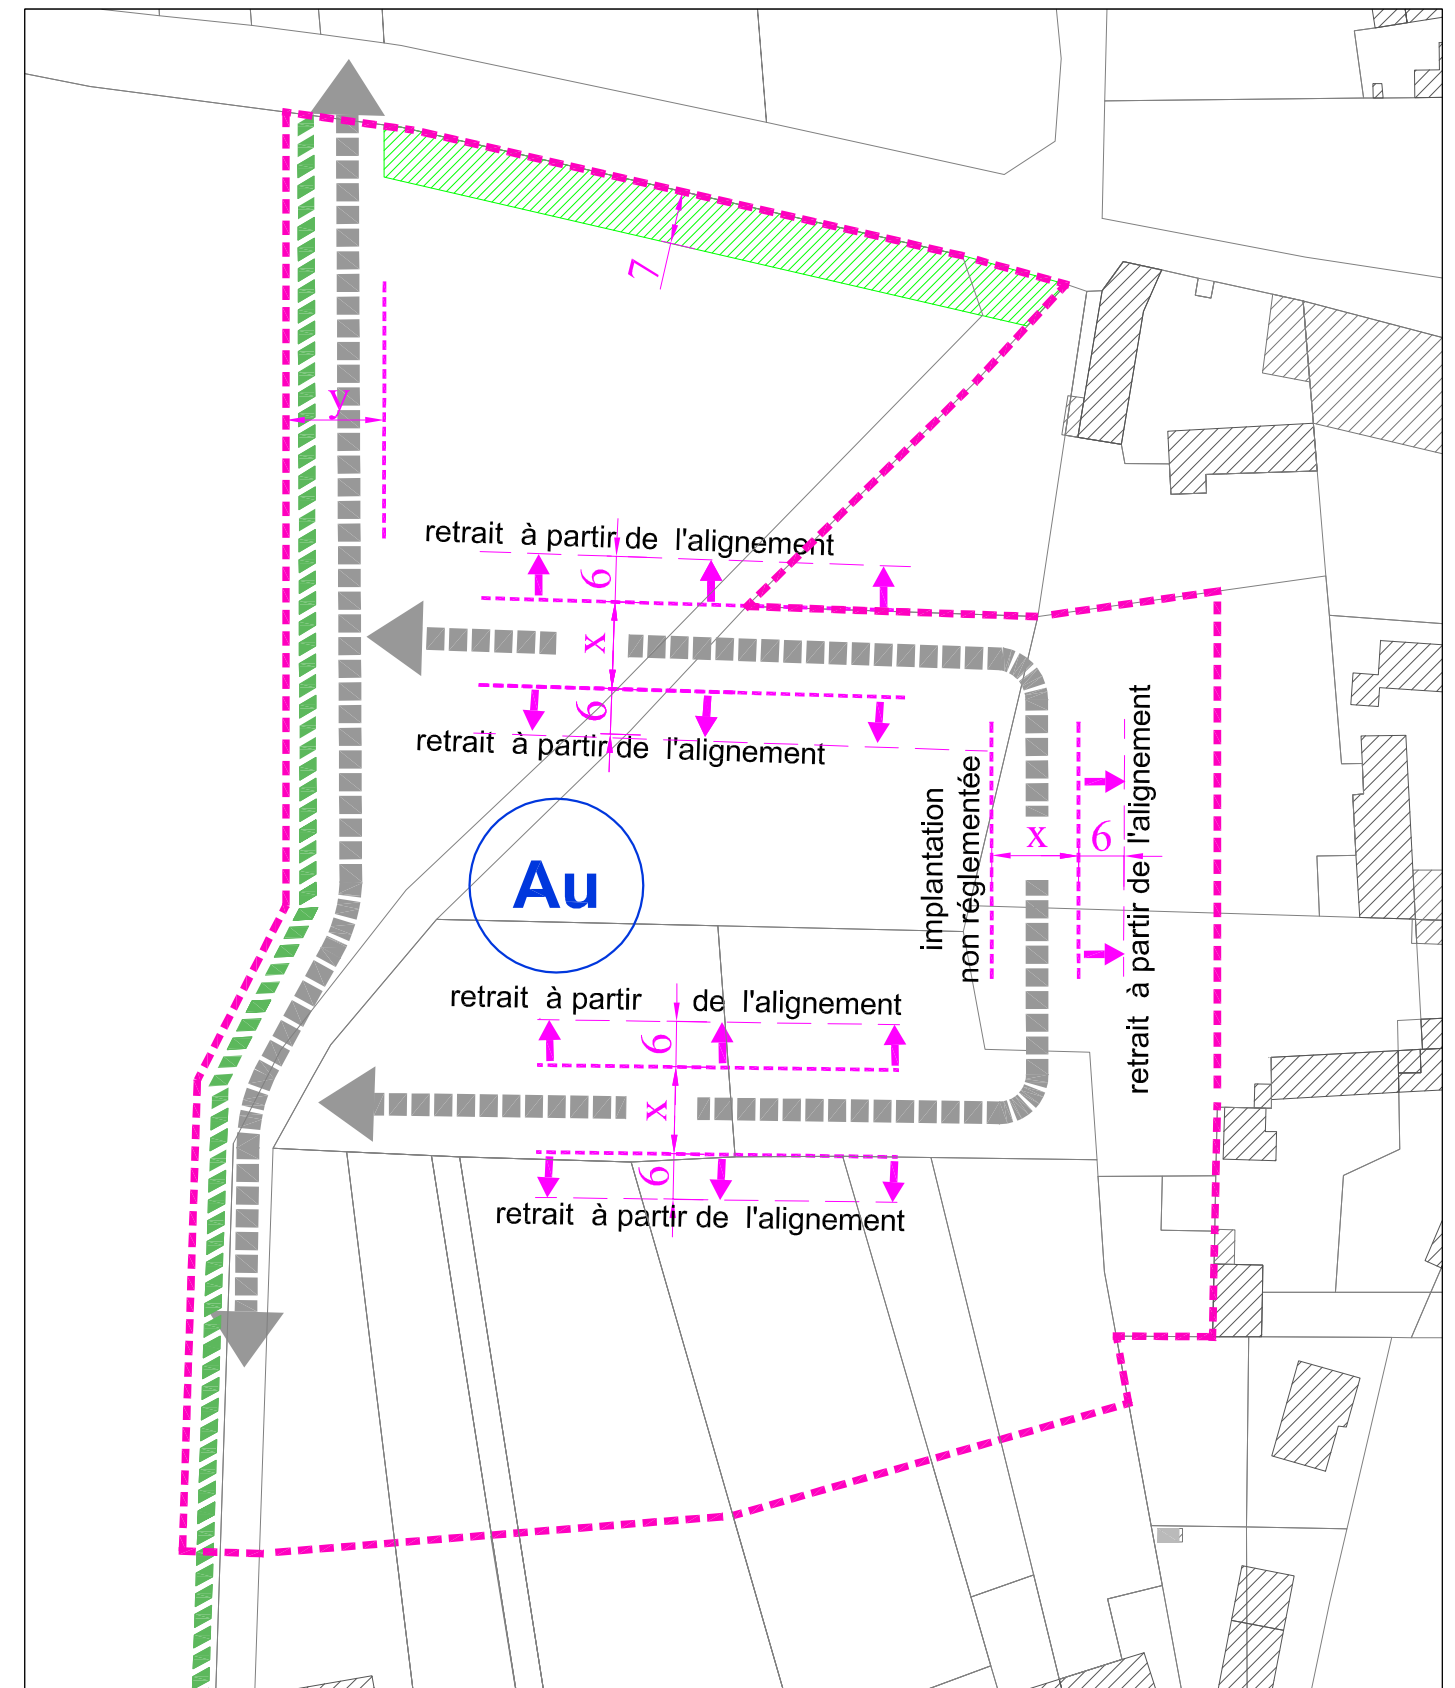 7
y
retrait à partir de l'alignement
6
x
6
retrait à partir de l'alignement
implantation
non réglementée
x
6
retrait à partir de l'alignement
Au
retrait à partir de l'alignement
6
x
6
retrait à partir de l'alignement